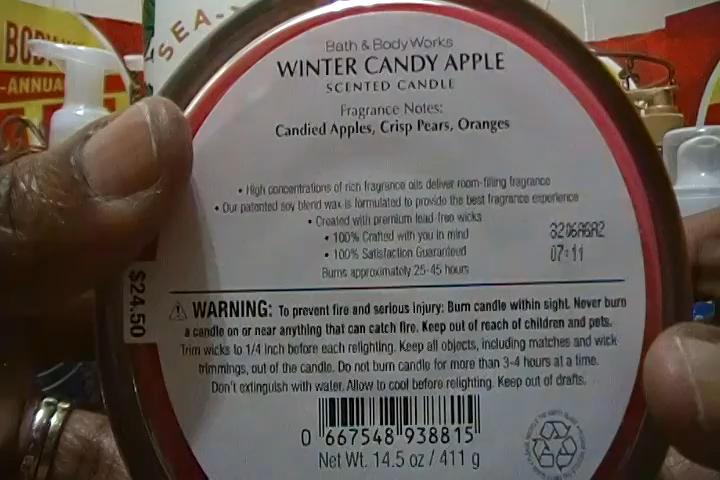 SEA-
BODY
-ANNUA
Bath & Body Works
WINTER CANDY APPLE
SCENTED CANDLE
Fragrance Notes:
Candied Apples, Crisp Pears, Oranges
• High concentrations of rich fragrance oils deliver room-filling fragrance
• Our patented soy blend wax is formulated to provide the best fragrance experience
• Created with premium lead-free wicks
• 100% Crafted with you in mind
• 100% Satisfaction Guaranteed
Burns approximately 25-45 hours
3206A6A2
07:11
$24.50
WARNING: To prevent fire and serious injury: Burn candle within sight. Never burn
a candle on or near anything that can catch fire. Keep out of reach of children and pets.
Trim wicks to 1/4 inch before each relighting. Keep all objects, including matches and wick
trimmings, out of the candle. Do not burn candle for more than 3-4 hours at a time.
Don't extinguish with water. Allow to cool before relighting. Keep out of drafts.
0 667548 938815
Net Wt. 14.5 oz / 411 g